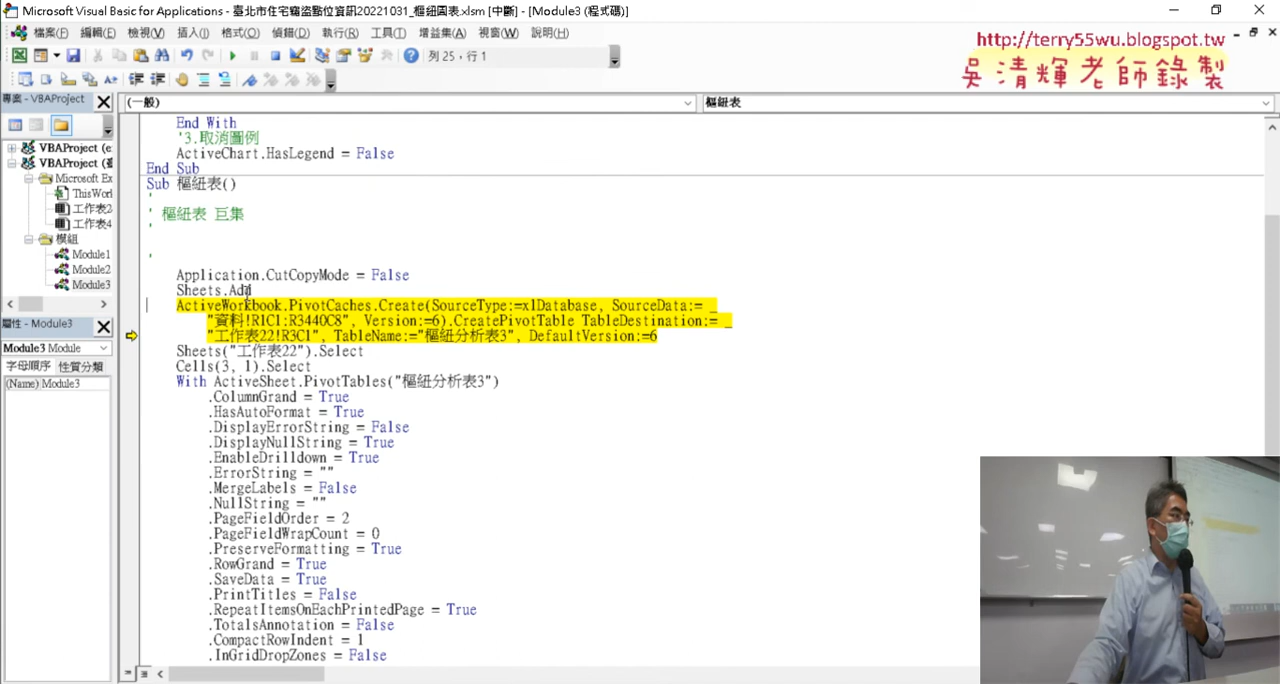 Microsoft Visual Basic for Applications - 臺北市住宅竊盜點位資訊20221031_樞紐圖表.xlsm [中斷] - [Module3 (程式碼)]
檔案(F) 編輯(E) 檢視(V) 插入(I) 格式(O) 偵錯(D) 執行(R) 工具(T) 增益集(A) 視窗(W) 說明(H)
http://terry55wu.blogspot.tw
吳清輝老師錄製
列 25，行 1
專案 - VBAProject
(一般)
樞紐表
VBAProject (e
VBAProject (臺
Microsoft Ex
ThisWor
工作表2
工作表4
模組
Module1
Module2
Module3
屬性 - Module3
Module3 Module
字母順序 性質分類
(Name) Module3
End With
'3.取消圖例
ActiveChart.HasLegend = False
End Sub
Sub 樞紐表()
'
' 樞紐表 巨集
'
'
Application.CutCopyMode = False
Sheets.Add
ActiveWorkbook.PivotCaches.Create(SourceType:=xlDatabase, SourceData:= _
"資料!R1C1:R3440C8", Version:=6).CreatePivotTable TableDestination:= _
"工作表22!R3C1", TableName:="樞紐分析表3", DefaultVersion:=6
Sheets("工作表22").Select
Cells(3, 1).Select
With ActiveSheet.PivotTables("樞紐分析表3")
.ColumnGrand = True
.HasAutoFormat = True
.DisplayErrorString = False
.DisplayNullString = True
.EnableDrilldown = True
.ErrorString = ""
.MergeLabels = False
.NullString = ""
.PageFieldOrder = 2
.PageFieldWrapCount = 0
.PreserveFormatting = True
.RowGrand = True
.SaveData = True
.PrintTitles = False
.RepeatItemsOnEachPrintedPage = True
.TotalsAnnotation = False
.CompactRowIndent = 1
.InGridDropZones = False